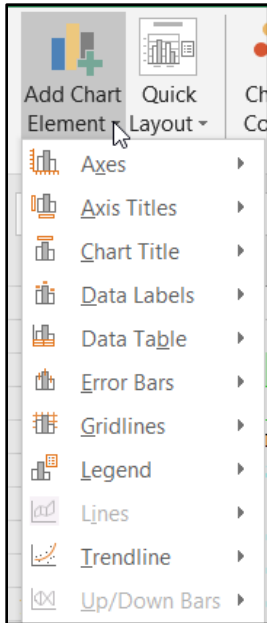 Add Chart Quick Ch
Element Layout Co
Axes
Axis Titles
Chart Title
Data Labels
Data Table
Error Bars
Gridlines
Legend
Lines
Trendline
Up/Down Bars